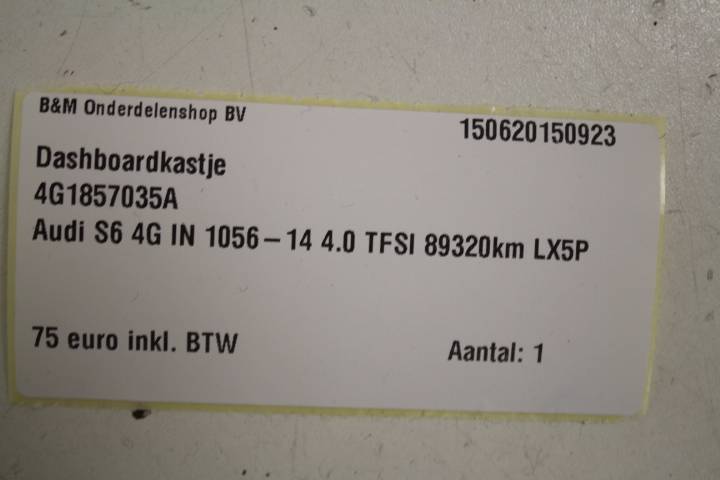 B&M Onderdelenshop BV
150620150923
Dashboardkastje
4G1857035A
Audi S6 4G IN 1056-14 4.0 TFSI 89320km LX5P
75 euro inkl. BTW
Aantal: 1